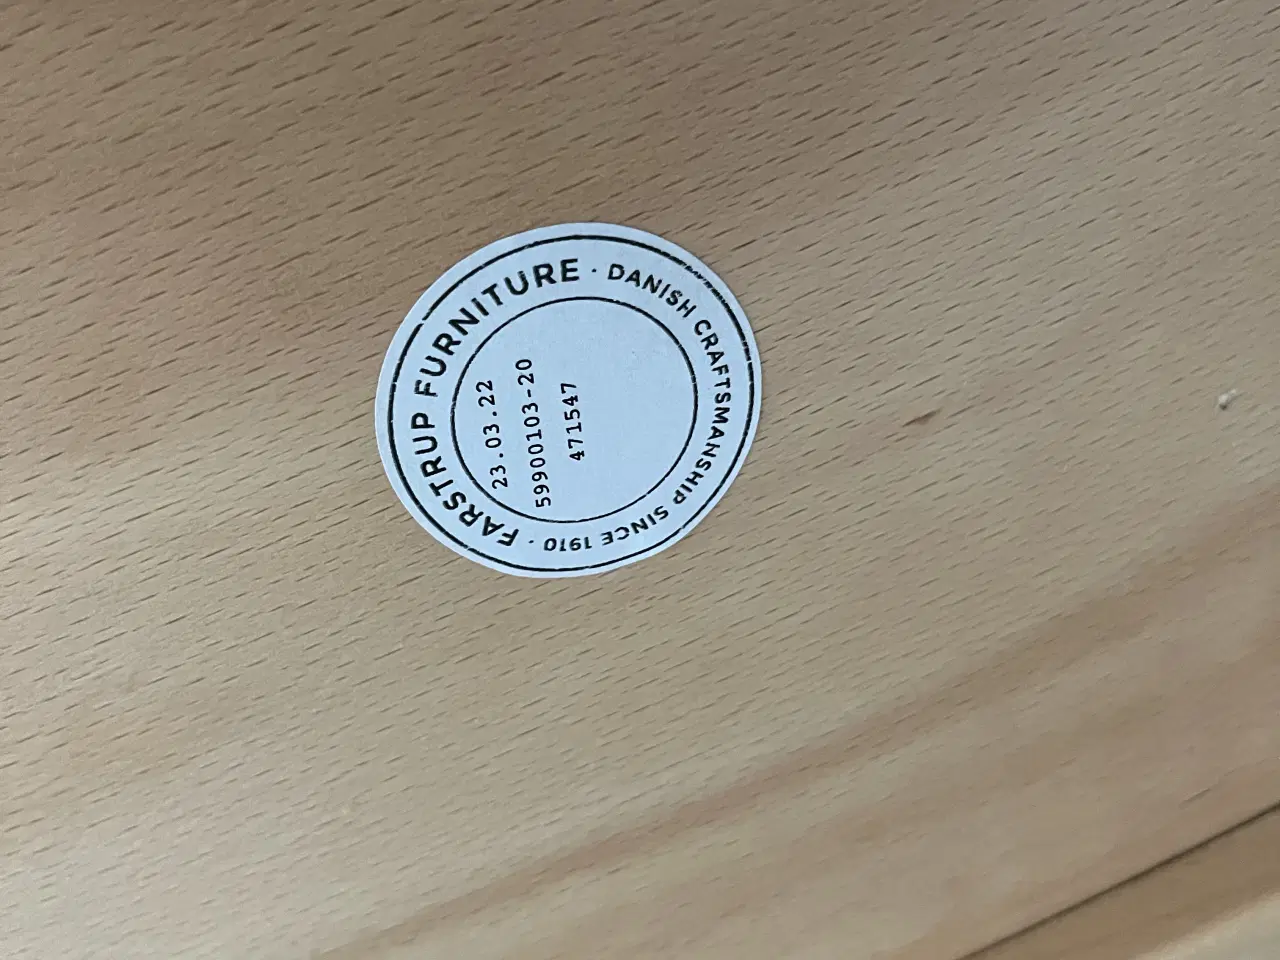 FARSTRUP FURNITURE · DANISH CRAFTSMANSHIP SINCE 1910 ·
23.03.22
59900103-20
471547